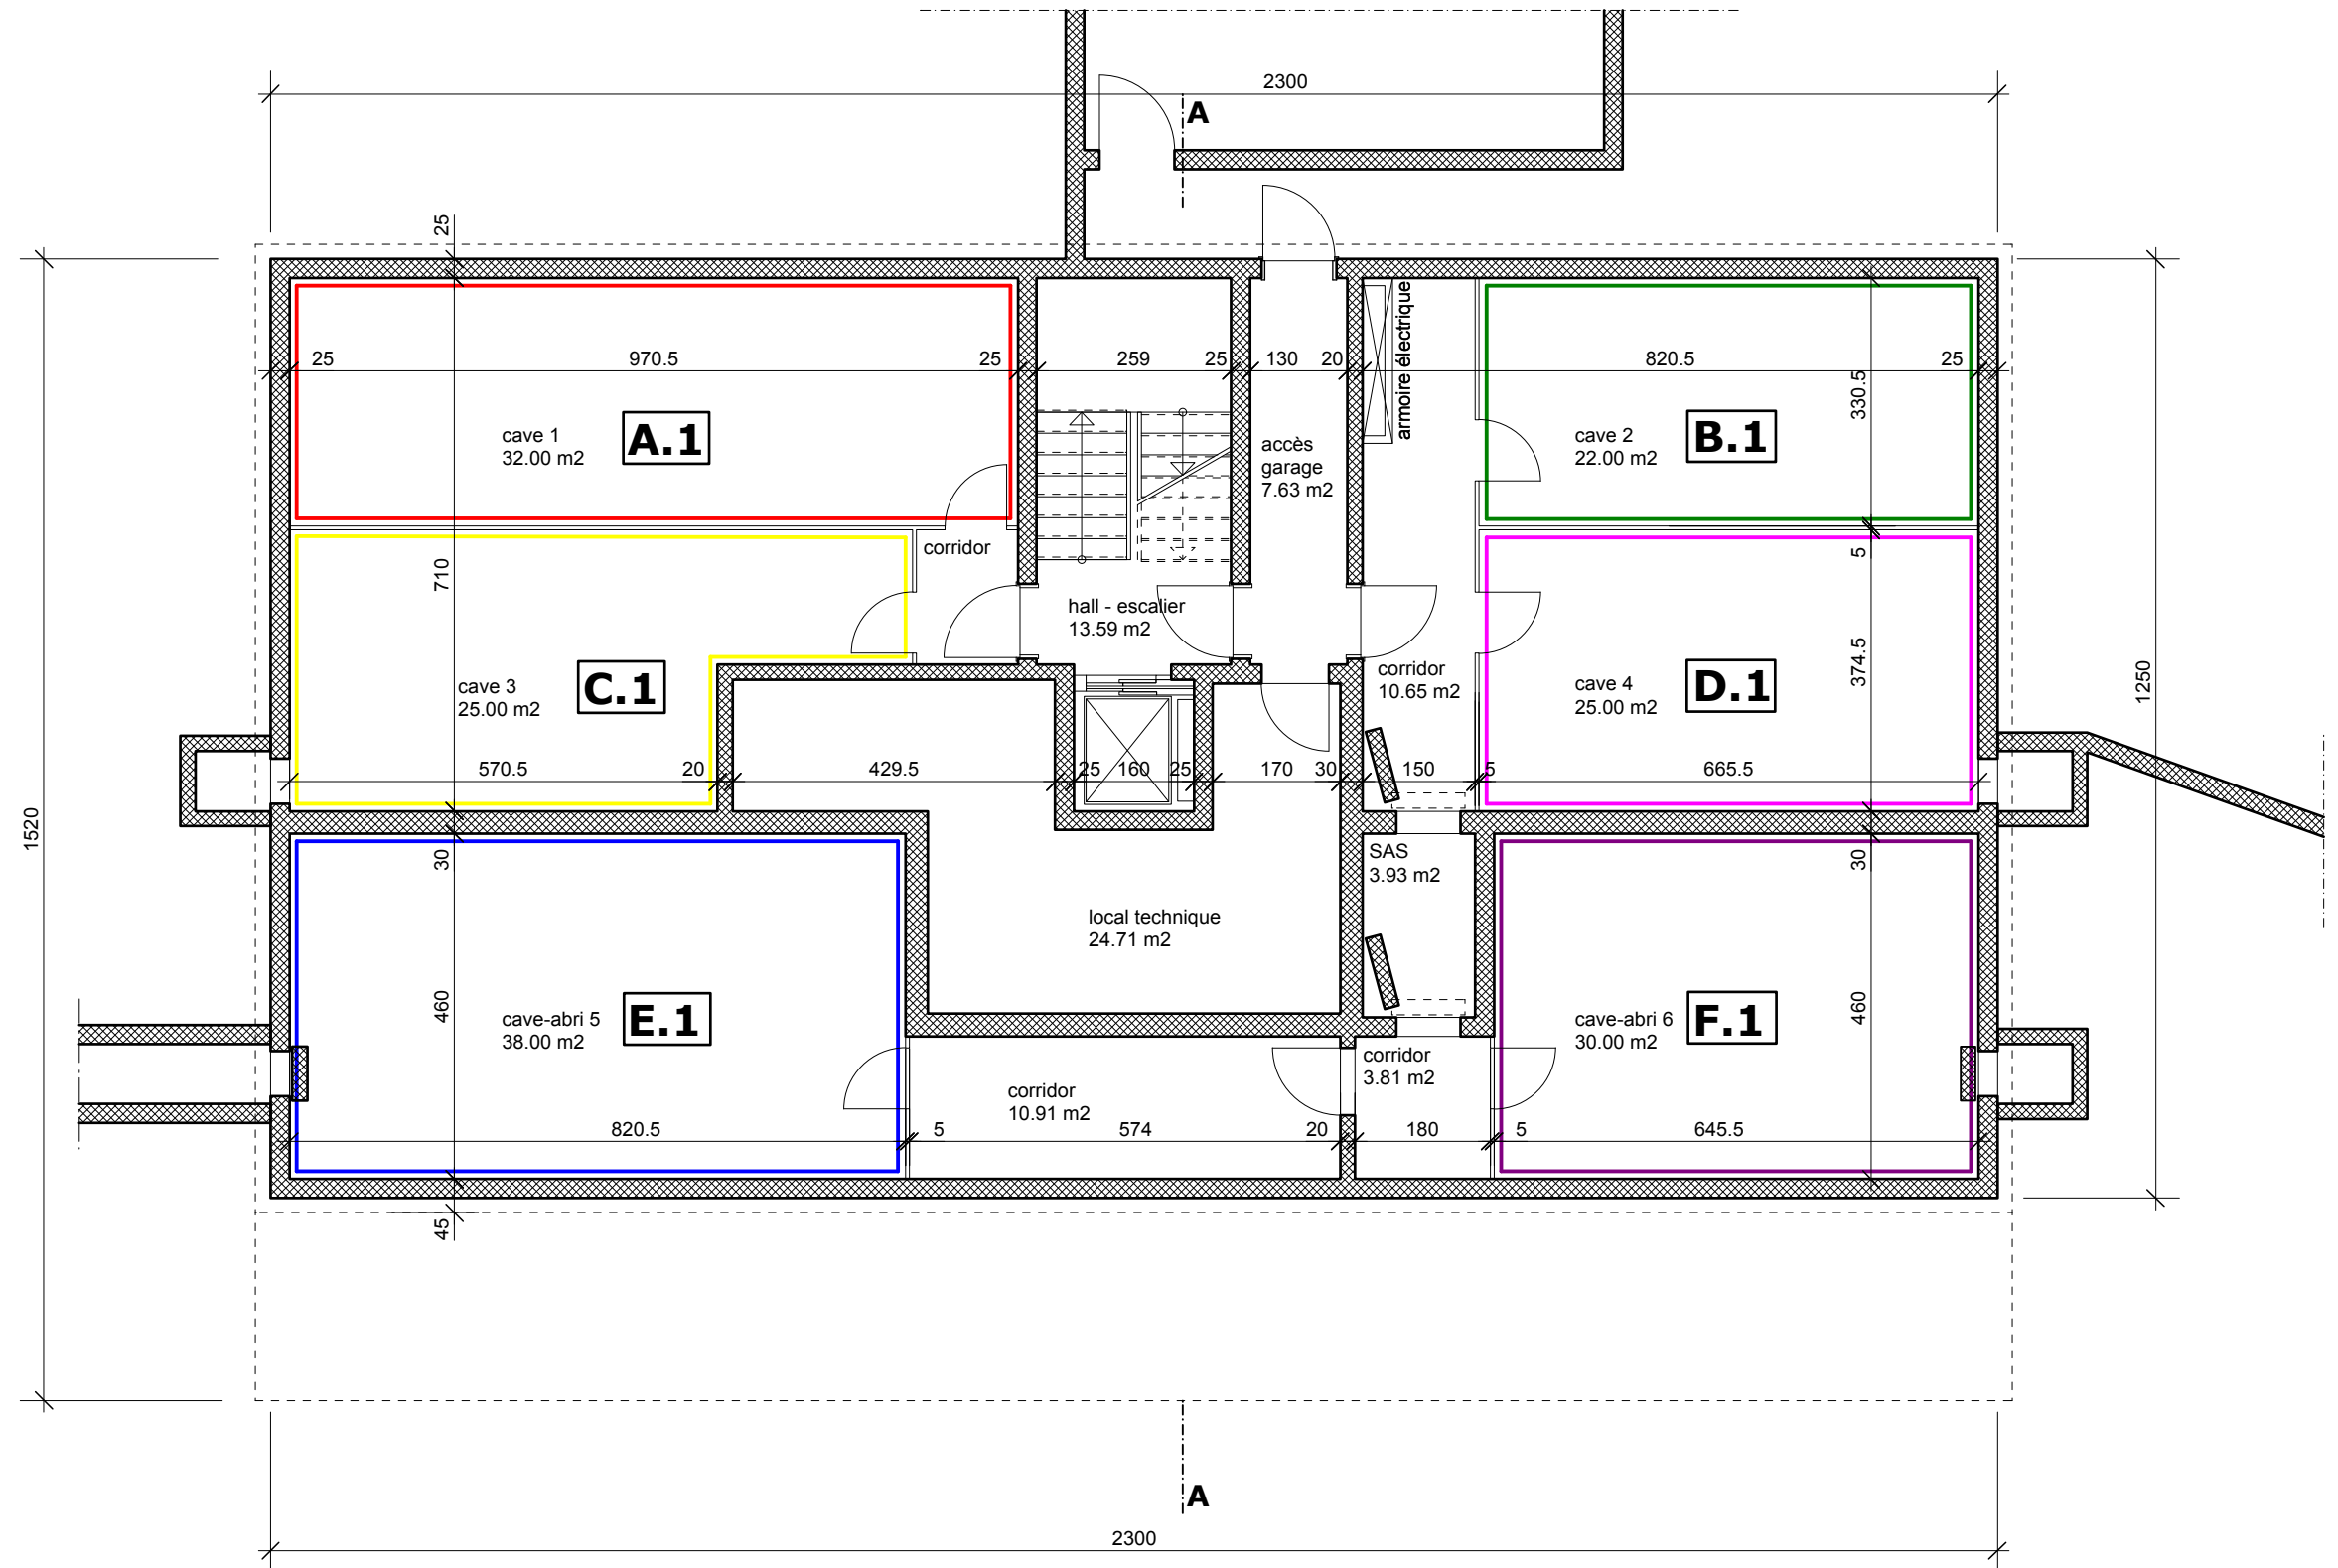 2300
A
25
25
970.5
25
259
25
130
20
820.5
25
armoire électrique
330.5
cave 1
32.00 m2
A.1
accès
garage
7.63 m2
cave 2
22.00 m2
B.1
corridor
5
710
hall - escalier
13.59 m2
cave 3
25.00 m2
C.1
corridor
10.65 m2
cave 4
25.00 m2
D.1
374.5
1250
570.5
20
429.5
25
160
25
170
30
150
5
665.5
1520
30
SAS
3.93 m2
30
local technique
24.71 m2
460
cave-abri 5
38.00 m2
E.1
cave-abri 6
30.00 m2
F.1
460
corridor
10.91 m2
corridor
3.81 m2
820.5
5
574
20
180
5
645.5
45
A
2300